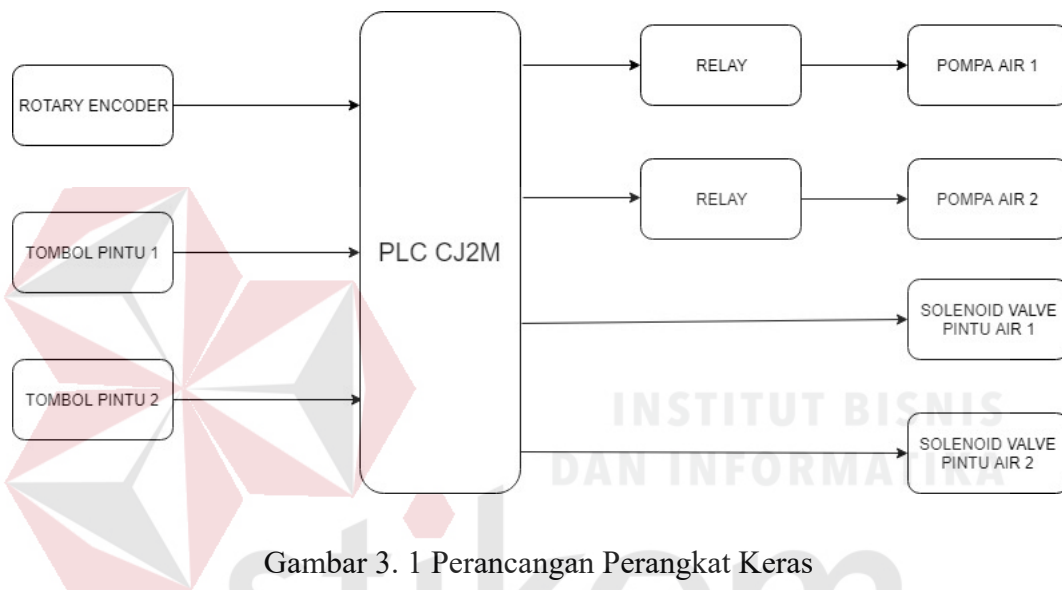 ROTARY ENCODER
TOMBOL PINTU 1
TOMBOL PINTU 2
PLC CJ2M
RELAY
POMPA AIR 1
RELAY
POMPA AIR 2
SOLENOID VALVE
PINTU AIR 1
SOLENOID VALVE
PINTU AIR 2
INSTITUT BISNIS
DAN INFORMATIKA
stikom
Gambar 3. 1 Perancangan Perangkat Keras